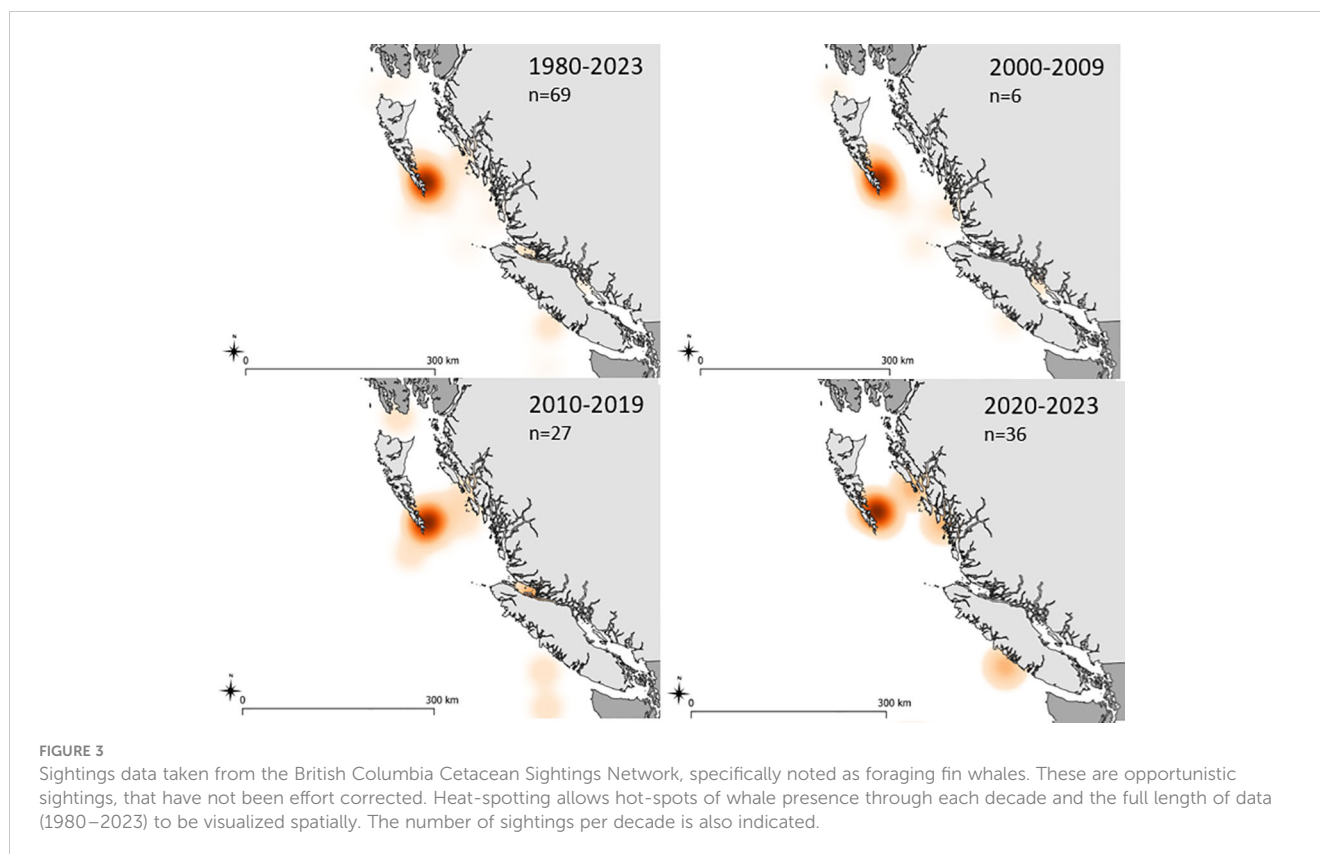 1980-2023
n=69
N
0
300 km
2000-2009
n=6
N
0
300 km
2010-2019
n=27
N
0
300 km
2020-2023
n=36
N
0
300 km
FIGURE 3
Sightings data taken from the British Columbia Cetacean Sightings Network, specifically noted as foraging fin whales. These are opportunistic
sightings, that have not been effort corrected. Heat-spotting allows hot-spots of whale presence through each decade and the full length of data
(1980–2023) to be visualized spatially. The number of sightings per decade is also indicated.